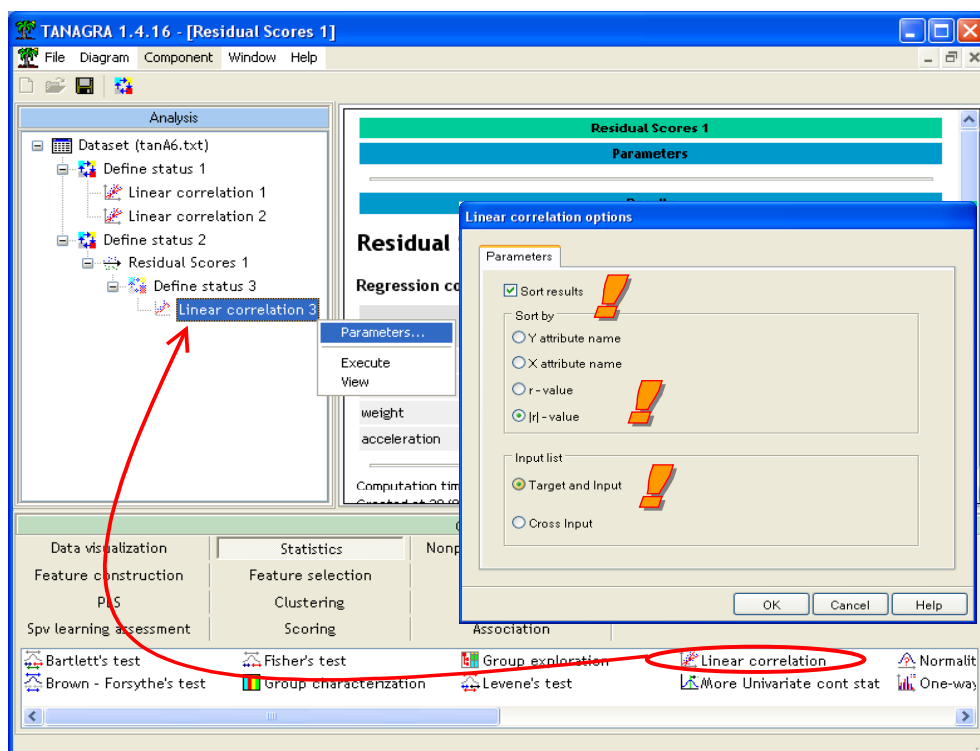 TANAGRA 1.4.16 - [Residual Scores 1]
File Diagram Component Window Help
Analysis
Dataset (tanA6.txt)
Define status 1
Linear correlation 1
Linear correlation 2
Define status 2
Residual Scores 1
Define status 3
Linear correlation 3
Parameters...
Execute
View
Residual Scores 1
Parameters
Residual
Regression co
weight
acceleration
Computation tim
Linear correlation options
Parameters
Sort results
Sort by
Y attribute name
X attribute name
r - value
|r| - value
Input list
Target and Input
Cross Input
OK Cancel Help
Data visualization Statistics Nonp
Feature construction Feature selection
PLS Clustering
Spv learning assessment Scoring Association
Bartlett's test Fisher's test Group exploration Linear correlation Normalit
Brown - Forsythe's test Group characterization Levene's test More Univariate cont stat One-way